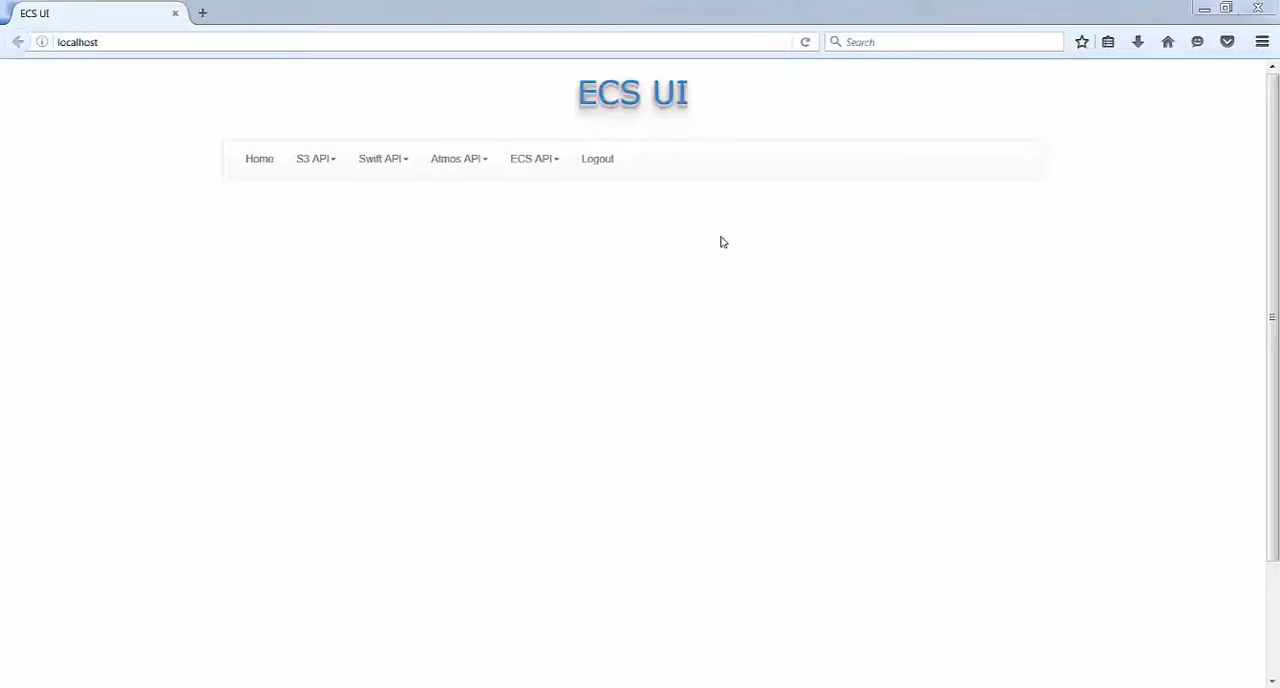 ECS UI
localhost
Search
ECS UI
Home S3 API Swift API Atmos API ECS API Logout